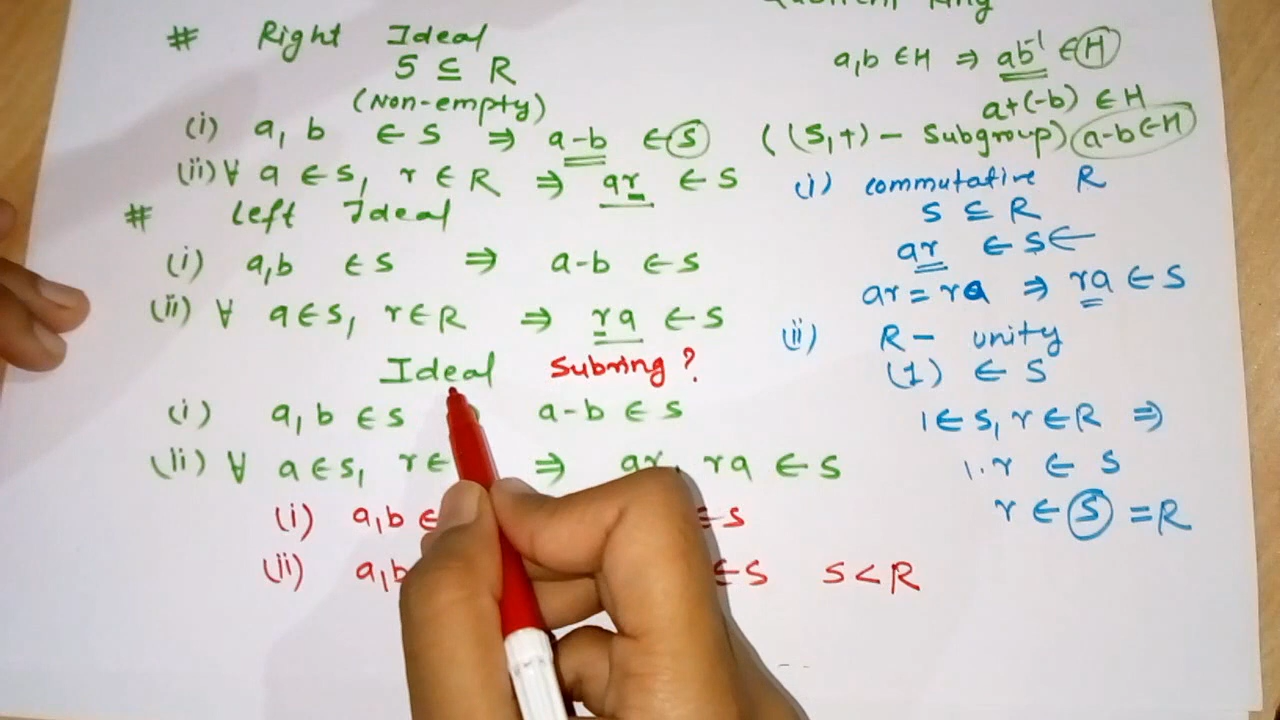 # Right Ideal
S ⊆ R
(Non-empty)
(i) a, b ∈ S ⇒ a-b ∈ S
(ii) ∀ a ∈ S, r ∈ R ⇒ ar ∈ S
# Left Ideal
(i) a,b ∈ S ⇒ a-b ∈ S
(ii) ∀ a∈S, r∈R ⇒ ra ∈ S
Ideal Subring ?
(i) a, b ∈ S a-b ∈ S
(ii) ∀ a∈S, r∈ ⇒ ar, ra ∈ S
(i) a,b ∈ S
(ii) a,b ∈S S<R
Ring
a,b ∈H ⇒ ab⁻¹ ∈ H
a+(-b) ∈ H
((S,+) - Subgroup) a-b∈H
(i) commutative R
S ⊆ R
ar ∈ S ←
ar = ra ⇒ ra ∈ S
(ii) R- unity
(1) ∈ S
1∈ S, r ∈ R ⇒
1.r ∈ S
r ∈ S = R